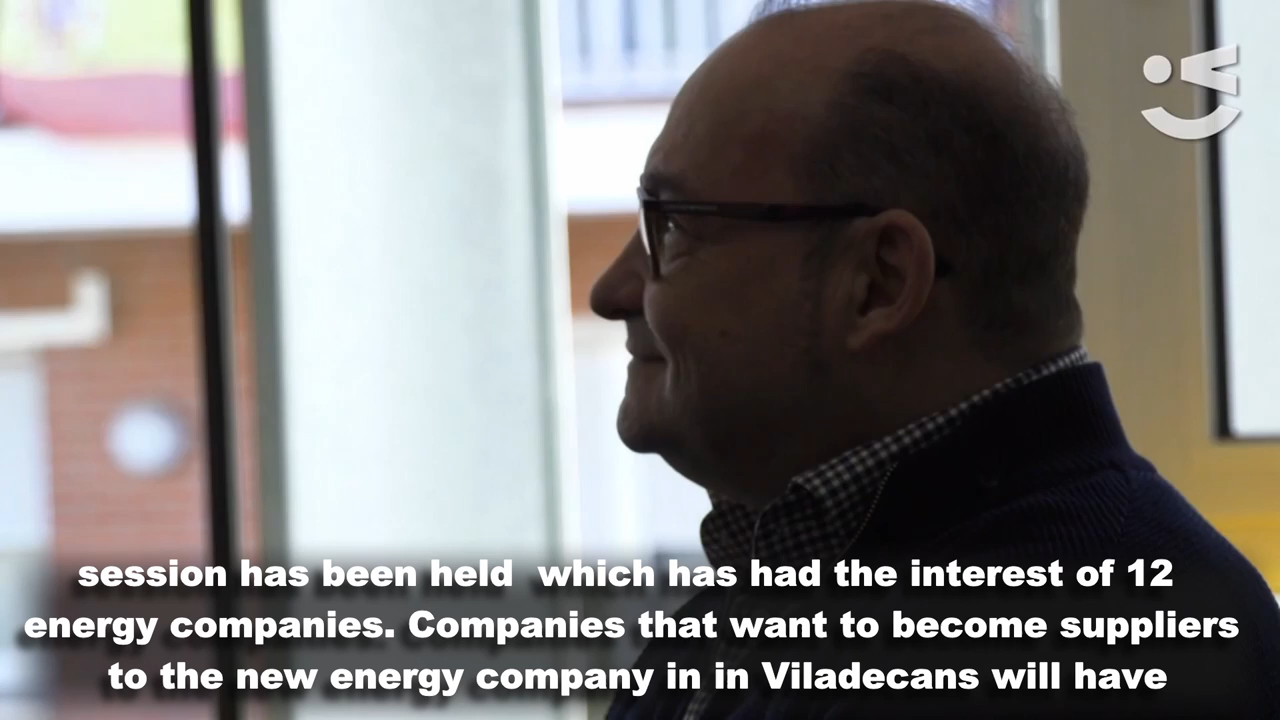 session has been held  which has had the interest of 12
energy companies. Companies that want to become suppliers
to the new energy company in in Viladecans will have